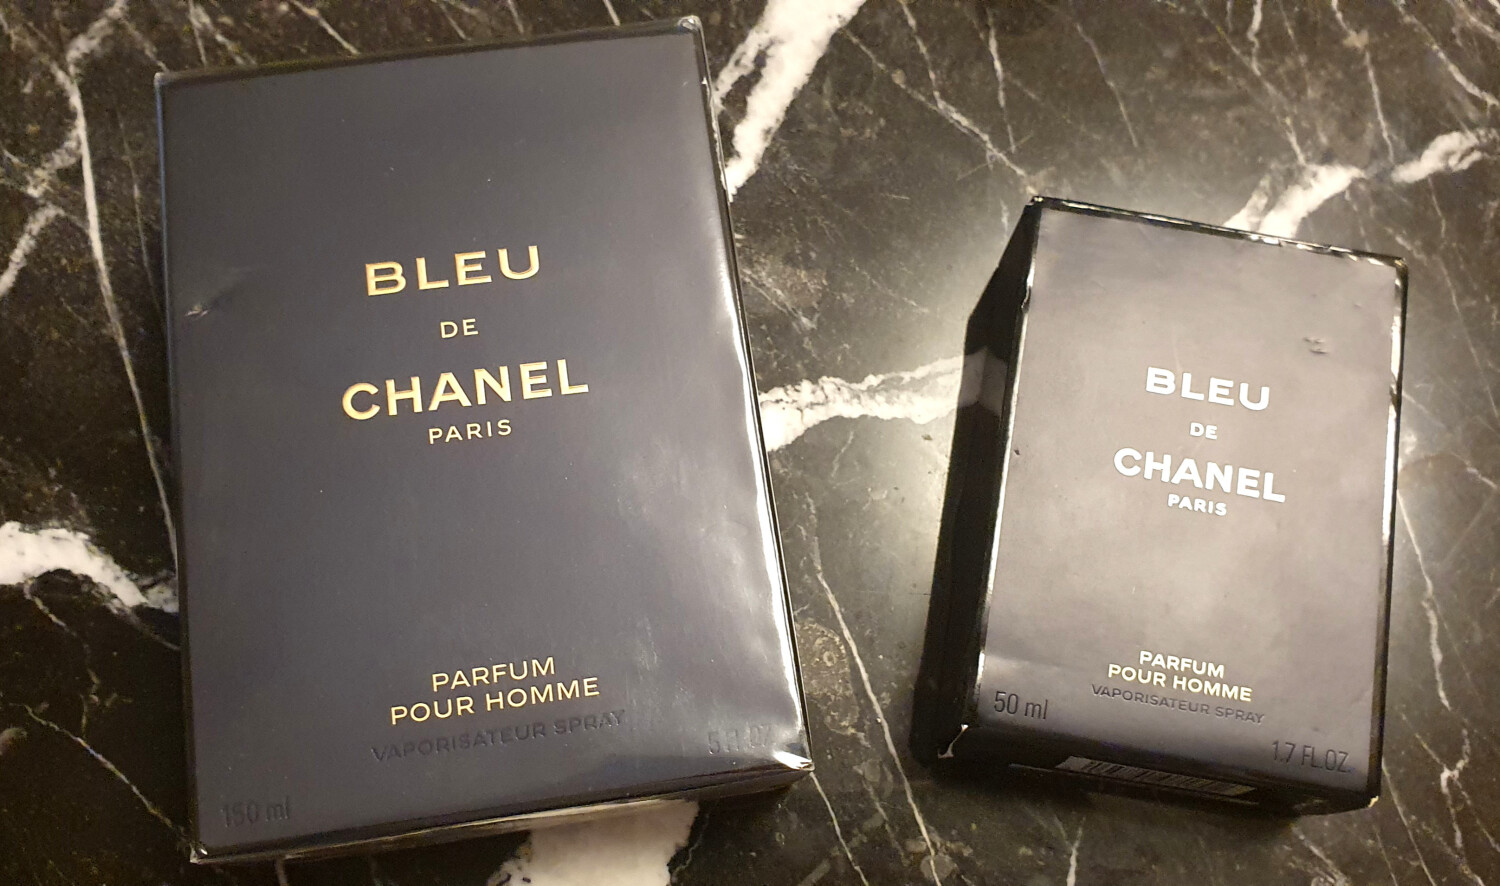 BLEU
DE
CHANEL
PARIS
PARFUM
POUR HOMME
VAPORISATEUR SPRAY
150 ml
BLEU
DE
CHANEL
PARIS
PARFUM
POUR HOMME
VAPORISATEUR SPRAY
50 ml
1.7 FL.OZ